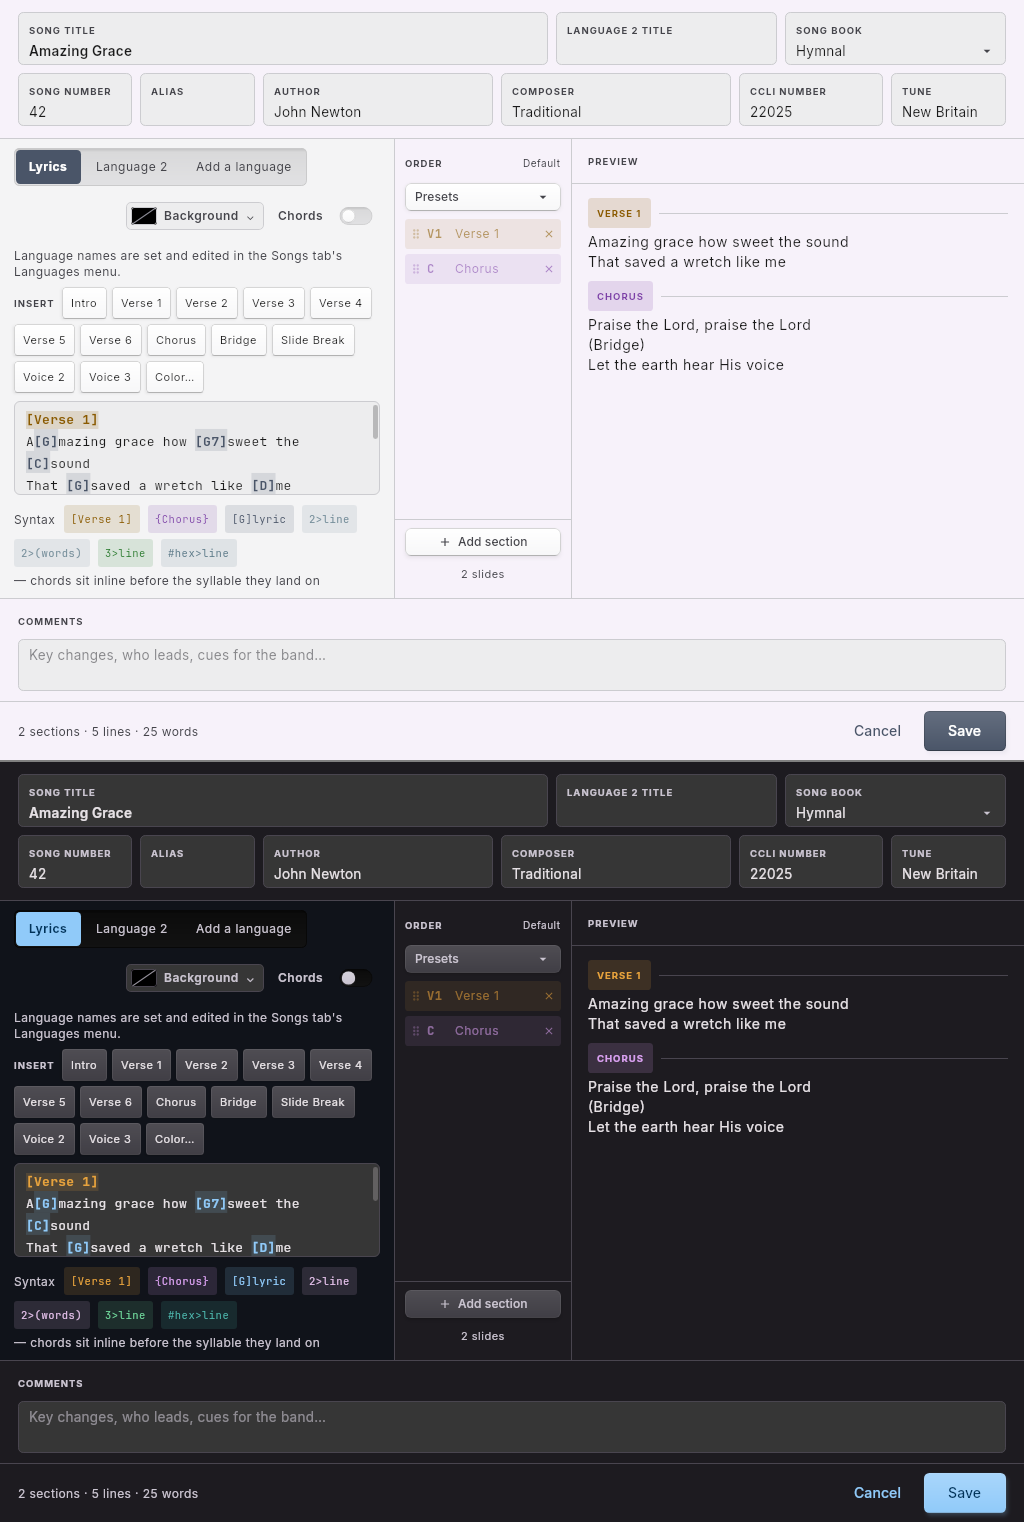 SONG TITLE
Amazing Grace
LANGUAGE 2 TITLE
SONG BOOK
Hymnal
SONG NUMBER
42
ALIAS
AUTHOR
John Newton
COMPOSER
Traditional
CCLI NUMBER
22025
TUNE
New Britain
Lyrics Language 2 Add a language
Background Chords
Language names are set and edited in the Songs tab's
Languages menu.
INSERT Intro Verse 1 Verse 2 Verse 3 Verse 4
Verse 5 Verse 6 Chorus Bridge Slide Break
Voice 2 Voice 3 Color...
[Verse 1]
A[G]mazing grace how [G7]sweet the
[C]sound
That [G]saved a wretch like [D]me
Syntax [Verse 1] {Chorus} [G]lyric 2>line
2>(words) 3>line #hex>line
— chords sit inline before the syllable they land on
ORDER Default
Presets
V1 Verse 1 ×
C Chorus ×
+ Add section
2 slides
PREVIEW
VERSE 1
Amazing grace how sweet the sound
That saved a wretch like me
CHORUS
Praise the Lord, praise the Lord
(Bridge)
Let the earth hear His voice
COMMENTS
Key changes, who leads, cues for the band...
2 sections · 5 lines · 25 words
Cancel Save
SONG TITLE
Amazing Grace
LANGUAGE 2 TITLE
SONG BOOK
Hymnal
SONG NUMBER
42
ALIAS
AUTHOR
John Newton
COMPOSER
Traditional
CCLI NUMBER
22025
TUNE
New Britain
Lyrics Language 2 Add a language
Background Chords
Language names are set and edited in the Songs tab's
Languages menu.
INSERT Intro Verse 1 Verse 2 Verse 3 Verse 4
Verse 5 Verse 6 Chorus Bridge Slide Break
Voice 2 Voice 3 Color...
[Verse 1]
A[G]mazing grace how [G7]sweet the
[C]sound
That [G]saved a wretch like [D]me
Syntax [Verse 1] {Chorus} [G]lyric 2>line
2>(words) 3>line #hex>line
— chords sit inline before the syllable they land on
ORDER Default
Presets
V1 Verse 1 ×
C Chorus ×
+ Add section
2 slides
PREVIEW
VERSE 1
Amazing grace how sweet the sound
That saved a wretch like me
CHORUS
Praise the Lord, praise the Lord
(Bridge)
Let the earth hear His voice
COMMENTS
Key changes, who leads, cues for the band...
2 sections · 5 lines · 25 words
Cancel Save